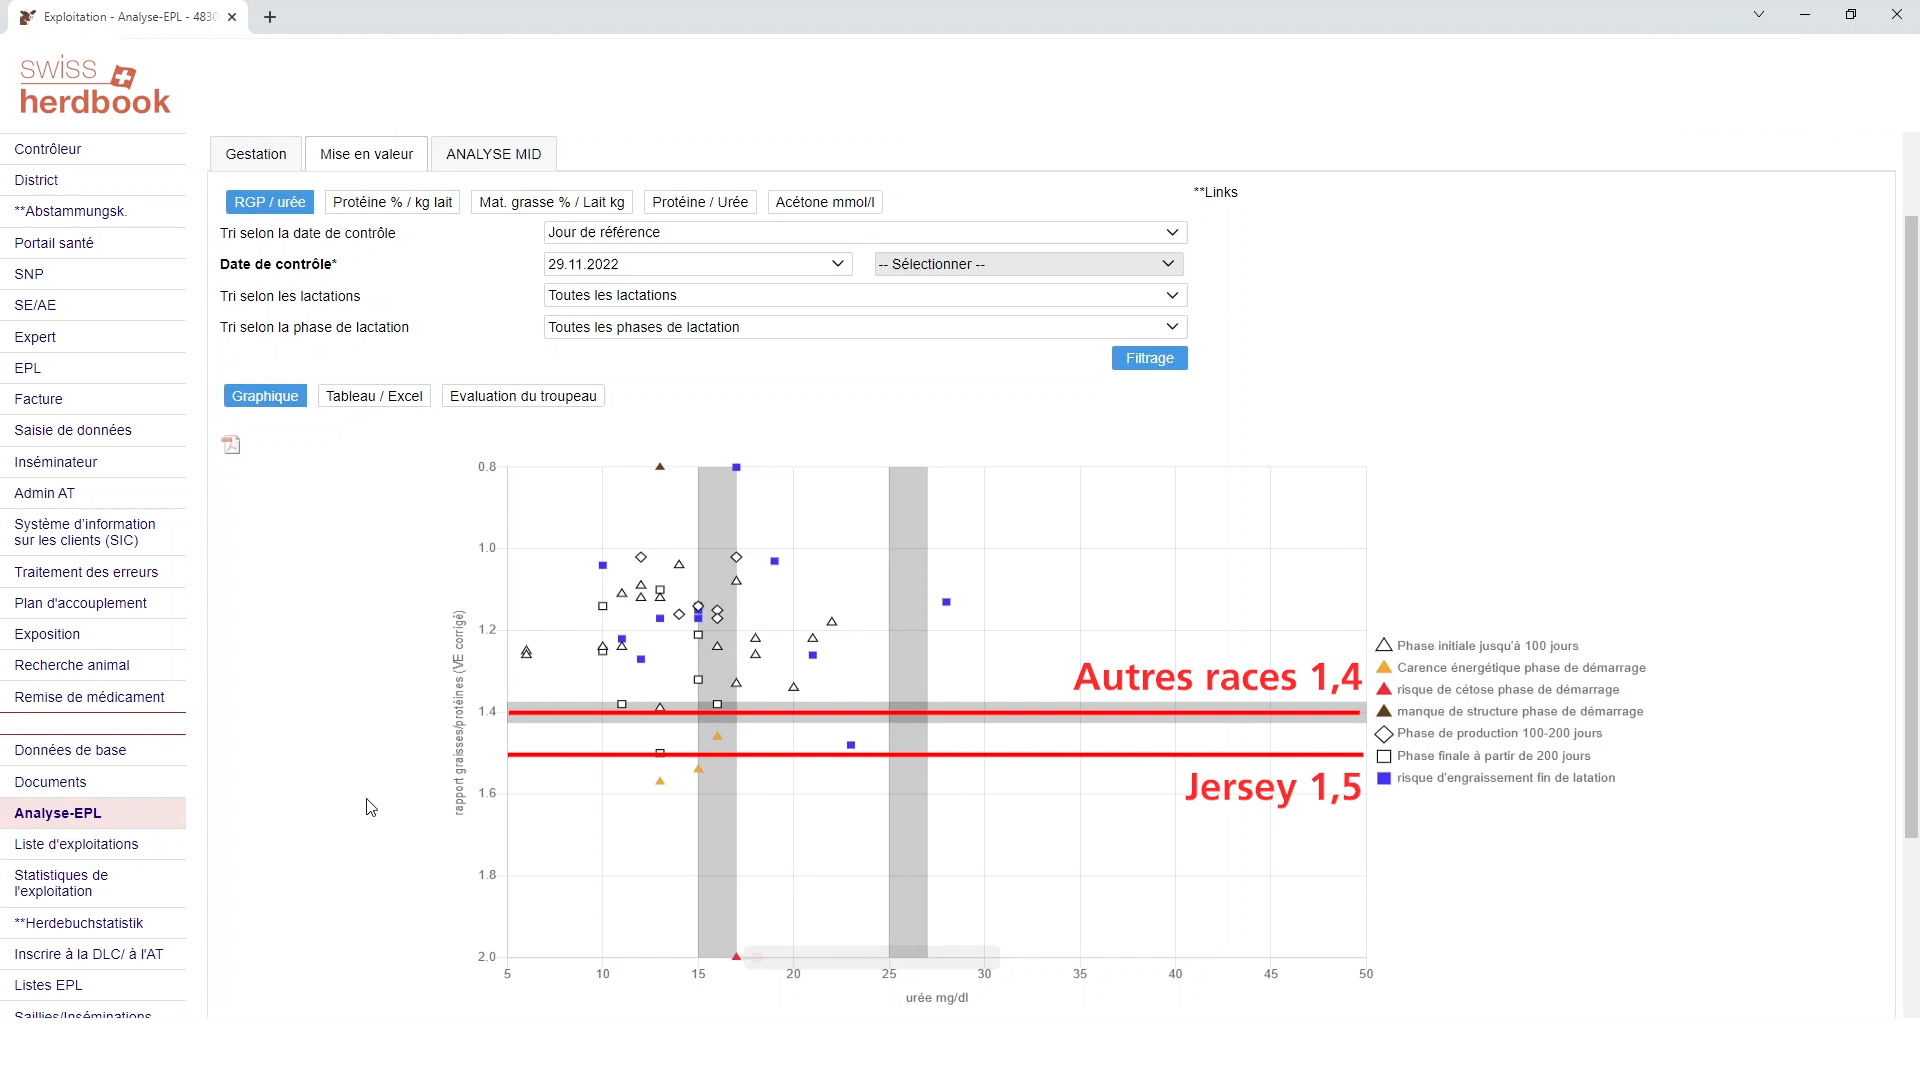 Exploitation - Analyse-EPL - 4830
swiss
herdbook
Contrôleur
District
**Abstammungsk.
Portail santé
SNP
SE/AE
Expert
EPL
Facture
Saisie de données
Inséminateur
Admin AT
Système d'information
sur les clients (SIC)
Traitement des erreurs
Plan d'accouplement
Exposition
Recherche animal
Remise de médicament
Données de base
Documents
Analyse-EPL
Liste d'exploitations
Statistiques de
l'exploitation
**Herdebuchstatistik
Inscrire à la DLC/ à l'AT
Listes EPL
Saillies/Inséminations
Gestation
Mise en valeur
ANALYSE MID
RGP / urée
Protéine % / kg lait
Mat. grasse % / Lait kg
Protéine / Urée
Acétone mmol/l
**Links
Tri selon la date de contrôle
Jour de référence
Date de contrôle*
29.11.2022
-- Sélectionner --
Tri selon les lactations
Toutes les lactations
Tri selon la phase de lactation
Toutes les phases de lactation
Filtrage
Graphique
Tableau / Excel
Evaluation du troupeau
rapport graisses/protéines (VE corrigé)
0.8
1.0
1.2
1.4
1.6
1.8
2.0
Autres races 1,4
Jersey 1,5
5
10
15
20
25
30
35
40
45
50
urée mg/dl
Phase initiale jusqu'à 100 jours
Carence énergétique phase de démarrage
risque de cétose phase de démarrage
manque de structure phase de démarrage
Phase de production 100-200 jours
Phase finale à partir de 200 jours
risque d'engraissement fin de latation